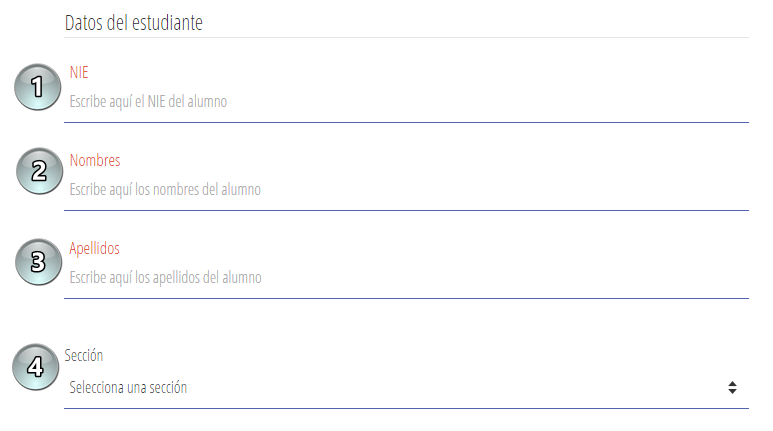 Datos del estudiante
1
NIE
Escribe aquí el NIE del alumno
2
Nombres
Escribe aquí los nombres del alumno
3
Apellidos
Escribe aquí los apellidos del alumno
4
Sección
Selecciona una sección